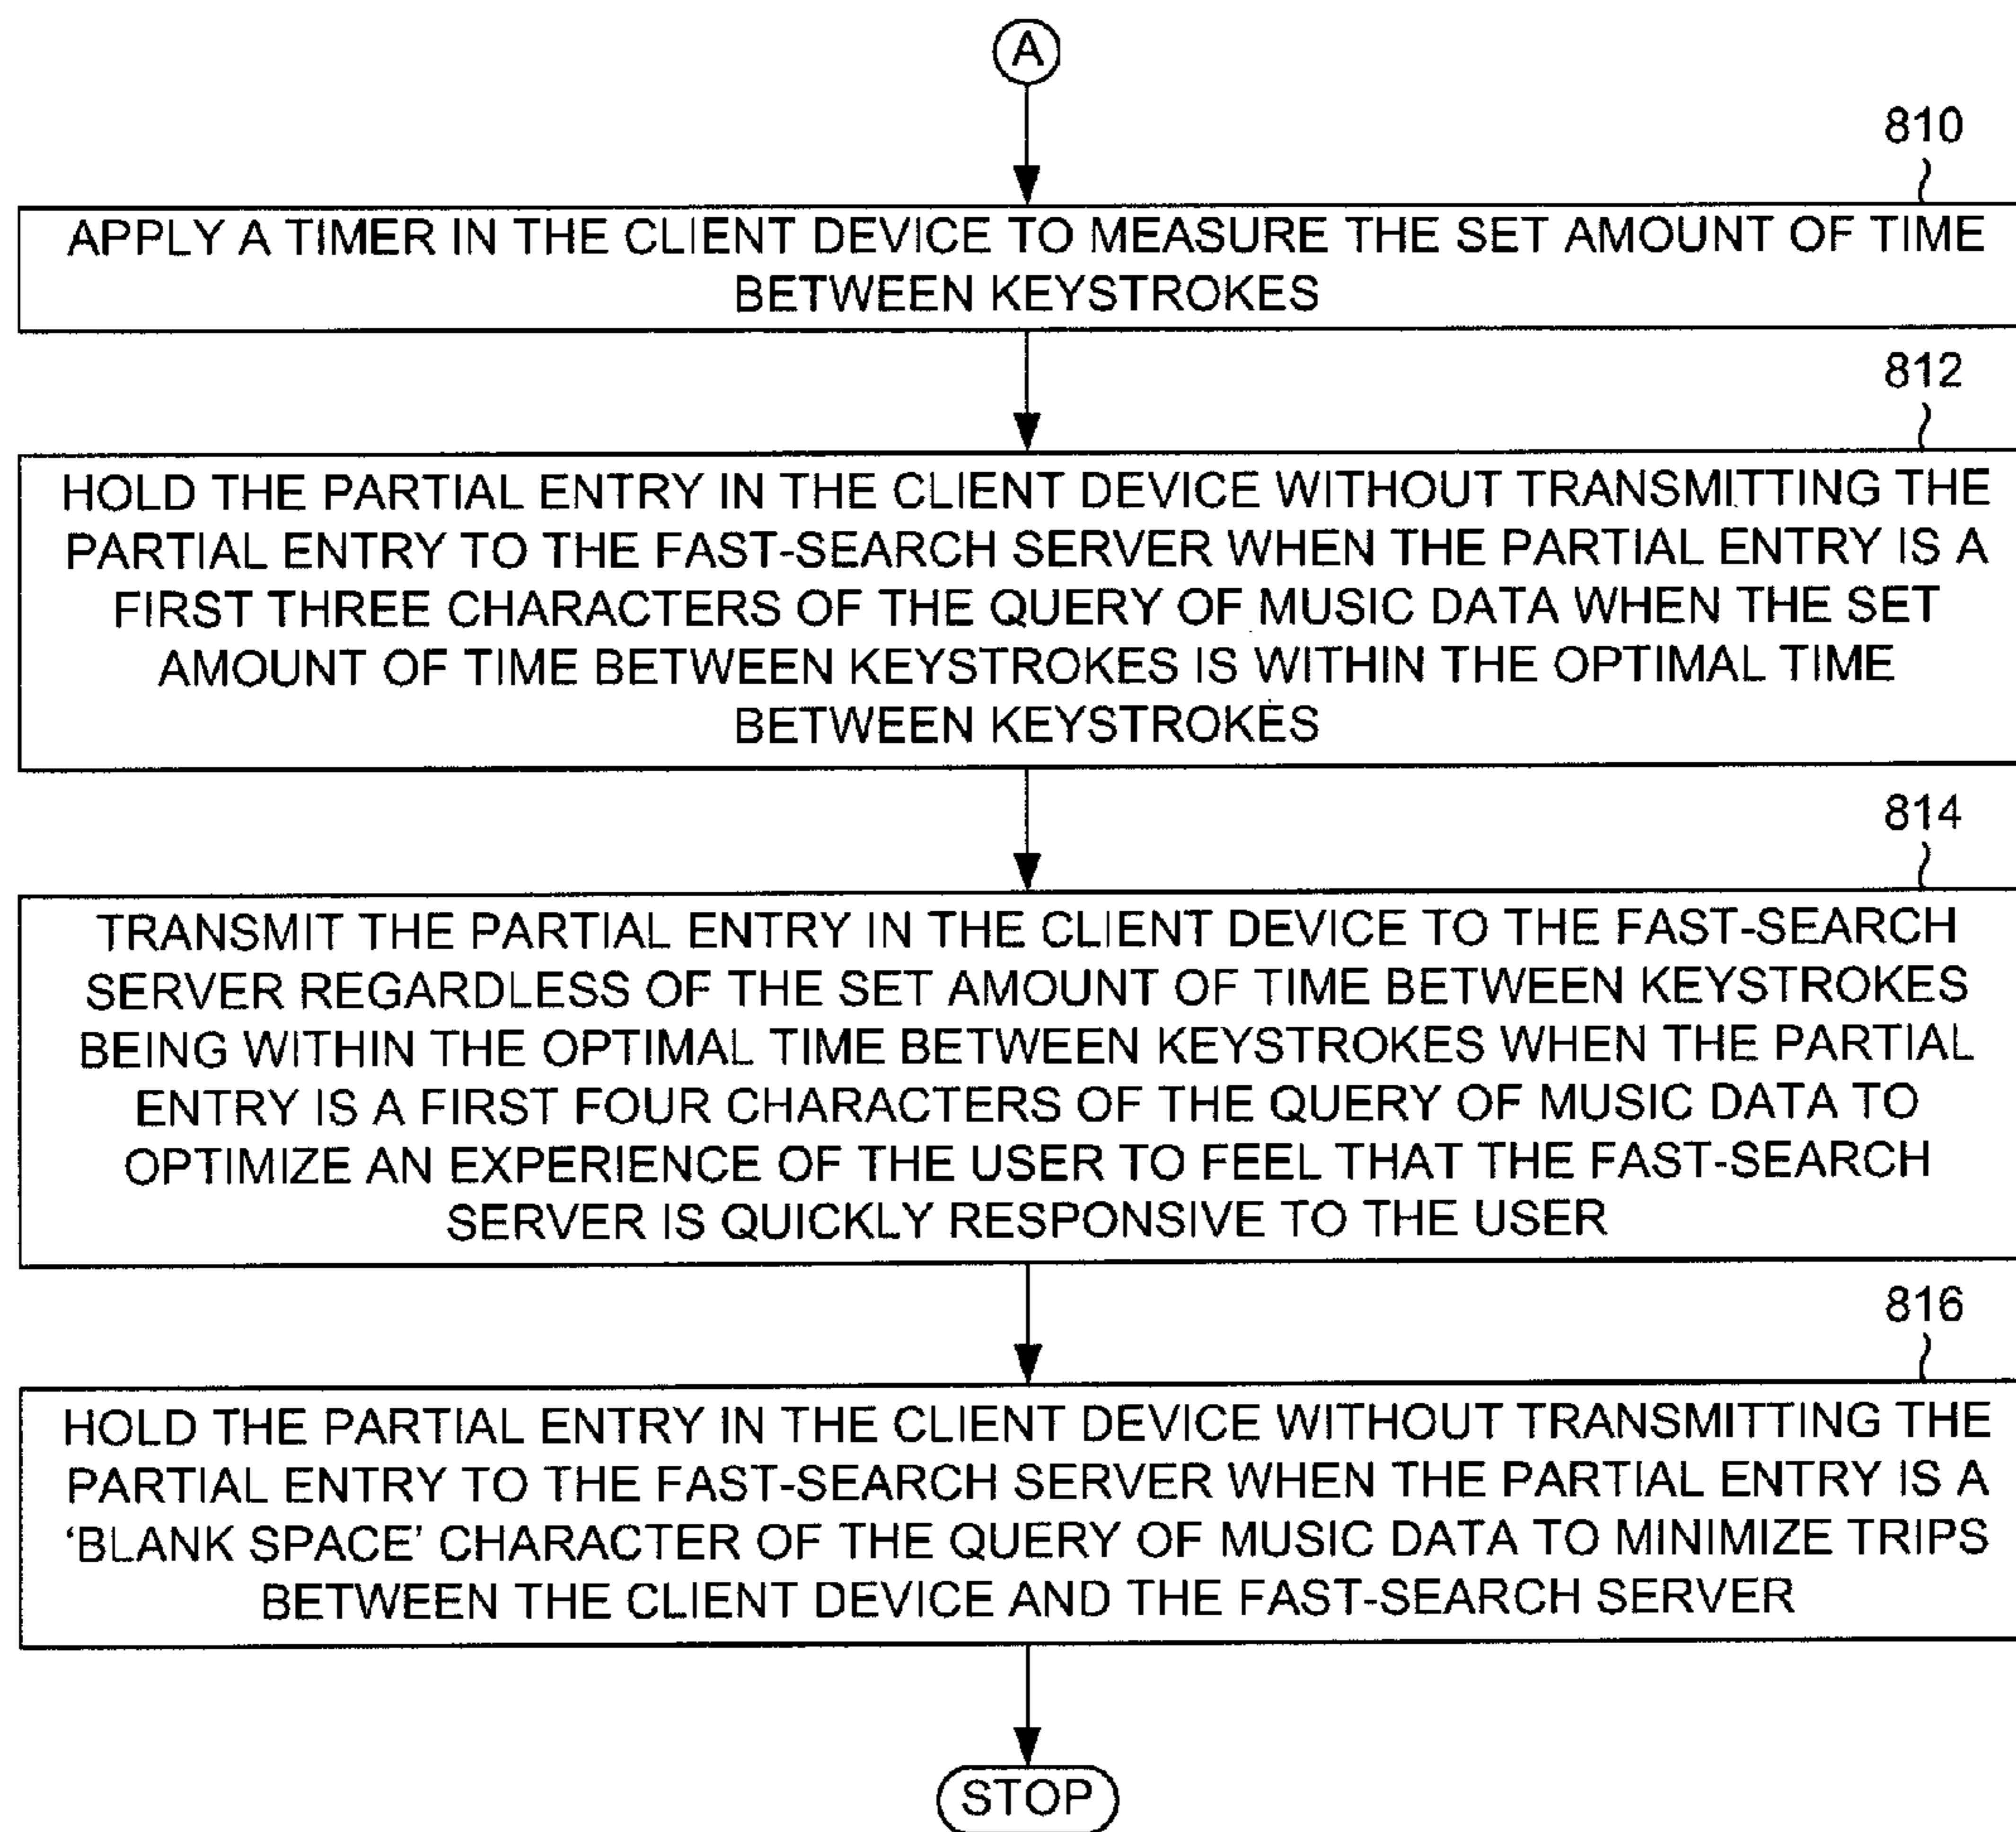 A
810
APPLY A TIMER IN THE CLIENT DEVICE TO MEASURE THE SET AMOUNT OF TIME
BETWEEN KEYSTROKES
812
HOLD THE PARTIAL ENTRY IN THE CLIENT DEVICE WITHOUT TRANSMITTING THE
PARTIAL ENTRY TO THE FAST-SEARCH SERVER WHEN THE PARTIAL ENTRY IS A
FIRST THREE CHARACTERS OF THE QUERY OF MUSIC DATA WHEN THE SET
AMOUNT OF TIME BETWEEN KEYSTROKES IS WITHIN THE OPTIMAL TIME
BETWEEN KEYSTROKES
814
TRANSMIT THE PARTIAL ENTRY IN THE CLIENT DEVICE TO THE FAST-SEARCH
SERVER REGARDLESS OF THE SET AMOUNT OF TIME BETWEEN KEYSTROKES
BEING WITHIN THE OPTIMAL TIME BETWEEN KEYSTROKES WHEN THE PARTIAL
ENTRY IS A FIRST FOUR CHARACTERS OF THE QUERY OF MUSIC DATA TO
OPTIMIZE AN EXPERIENCE OF THE USER TO FEEL THAT THE FAST-SEARCH
SERVER IS QUICKLY RESPONSIVE TO THE USER
816
HOLD THE PARTIAL ENTRY IN THE CLIENT DEVICE WITHOUT TRANSMITTING THE
PARTIAL ENTRY TO THE FAST-SEARCH SERVER WHEN THE PARTIAL ENTRY IS A
‘BLANK SPACE’ CHARACTER OF THE QUERY OF MUSIC DATA TO MINIMIZE TRIPS
BETWEEN THE CLIENT DEVICE AND THE FAST-SEARCH SERVER
STOP